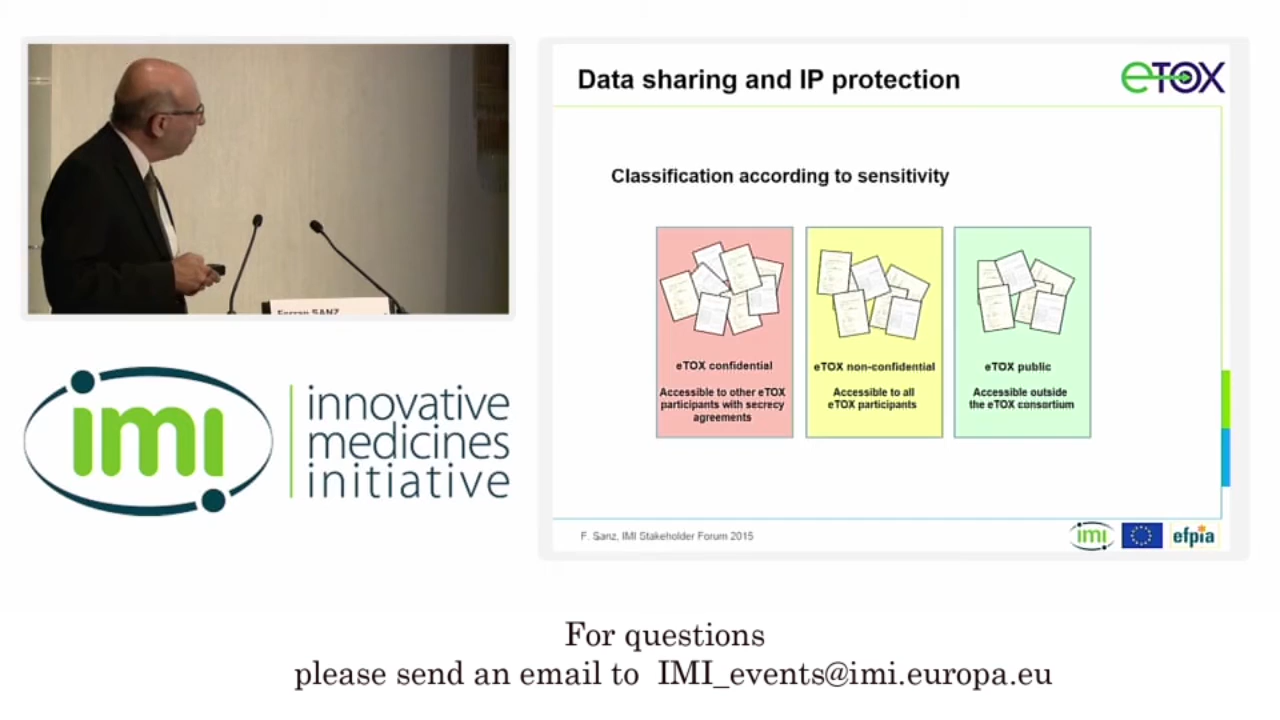 Ferran SANZ
imi
innovative
medicines
initiative
Data sharing and IP protection
eTOX
Classification according to sensitivity
eTOX confidential
Accessible to other eTOX
participants with secrecy
agreements
eTOX non-confidential
Accessible to all
eTOX participants
eTOX public
Accessible outside
the eTOX consortium
F. Sanz, IMI Stakeholder Forum 2015
imi
efpia
For questions
please send an email to IMI_events@imi.europa.eu